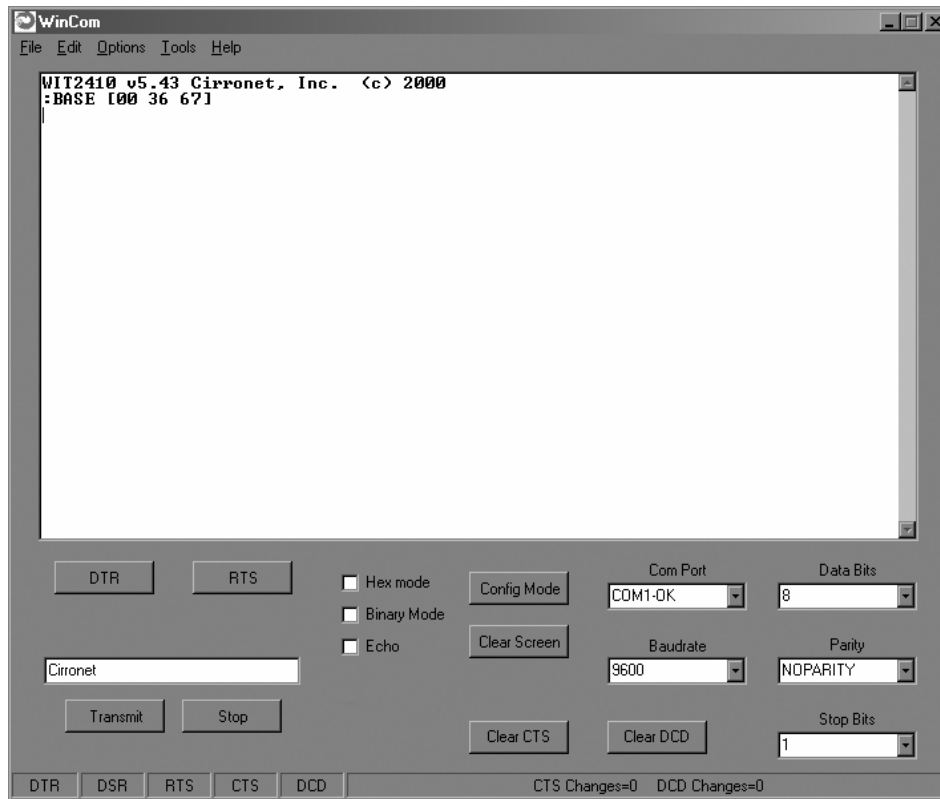 WinCom
File Edit Options Tools Help
WIT2410 v5.43 Cirronet, Inc. (c) 2000
:BASE [00 36 67]
DTR RTS
Hex mode
Binary Mode
Echo
Config Mode
Clear Screen
Com Port
COM1-OK
Data Bits
8
Baudrate
9600
Parity
NOPARITY
Cirronet
Transmit Stop
Clear CTS Clear DCD
Stop Bits
1
DTR DSR RTS CTS DCD CTS Changes=0 DCD Changes=0